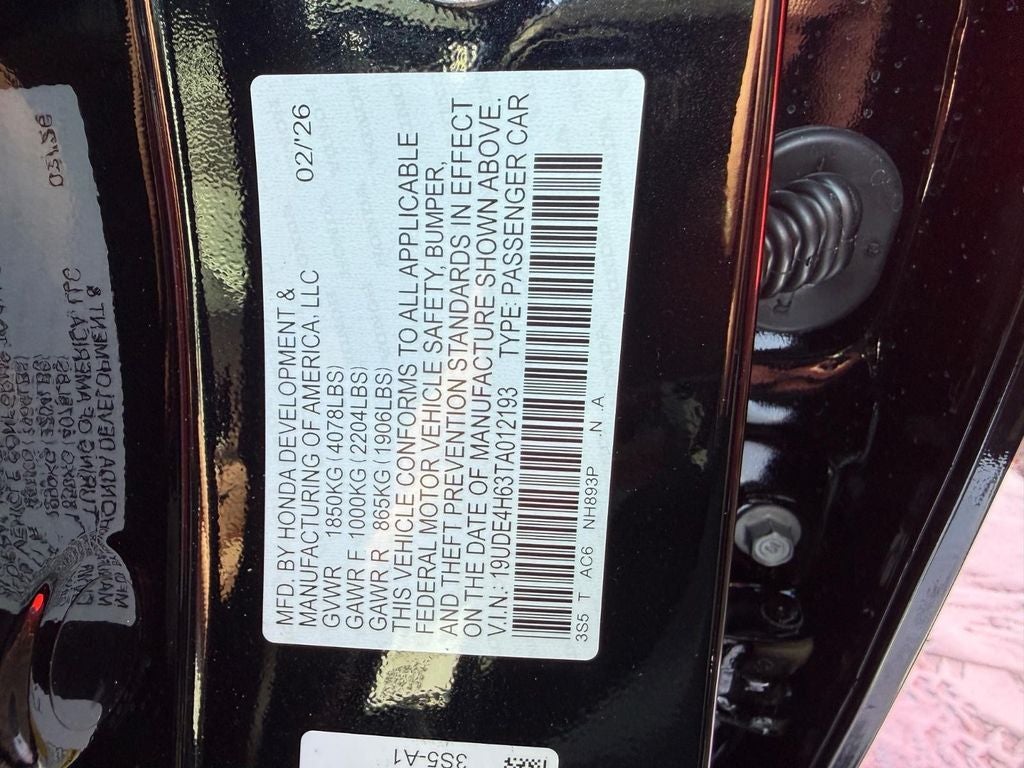 MFD. BY HONDA DEVELOPMENT &
MANUFACTURING OF AMERICA, LLC 02/'26
GVWR 1850KG (4078LBS)
GAWR F 1000KG (2204LBS)
GAWR R 865KG (1906LBS)
THIS VEHICLE CONFORMS TO ALL APPLICABLE
FEDERAL MOTOR VEHICLE SAFETY, BUMPER,
AND THEFT PREVENTION STANDARDS IN EFFECT
ON THE DATE OF MANUFACTURE SHOWN ABOVE.
V.I.N.: 19UDE4H63TA012193 TYPE: PASSENGER CAR
3S5 T AC6 NH893P .N .A
3S5-A1